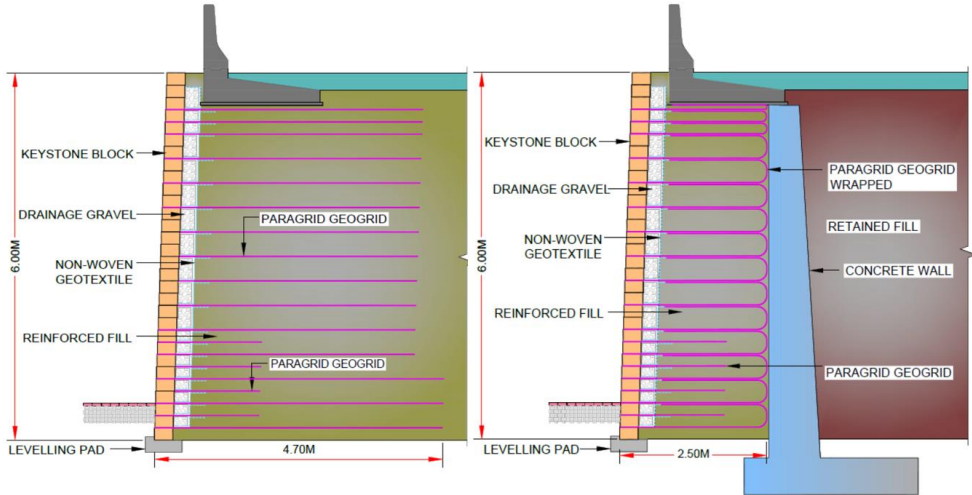 6.00M
KEYSTONE BLOCK
DRAINAGE GRAVEL
PARAGRID GEOGRID
NON-WOVEN
GEOTEXTILE
REINFORCED FILL
PARAGRID GEOGRID
LEVELLING PAD
4.70M
6.00M
KEYSTONE BLOCK
PARAGRID GEOGRID
WRAPPED
DRAINAGE GRAVEL
RETAINED FILL
NON-WOVEN
GEOTEXTILE
CONCRETE WALL
REINFORCED FILL
PARAGRID GEOGRID
LEVELLING PAD
2.50M